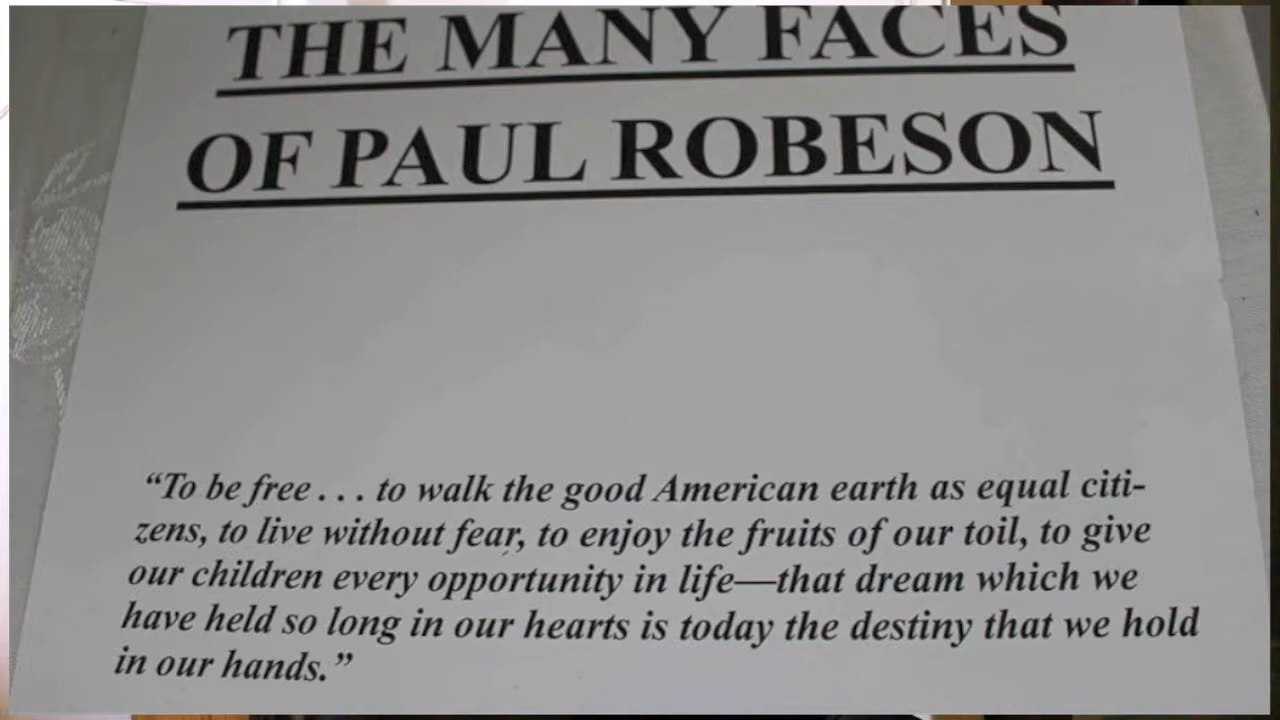 THE MANY FACES
OF PAUL ROBESON
“To be free . . . to walk the good American earth as equal citi-
zens, to live without fear, to enjoy the fruits of our toil, to give
our children every opportunity in life—that dream which we
have held so long in our hearts is today the destiny that we hold
in our hands.”